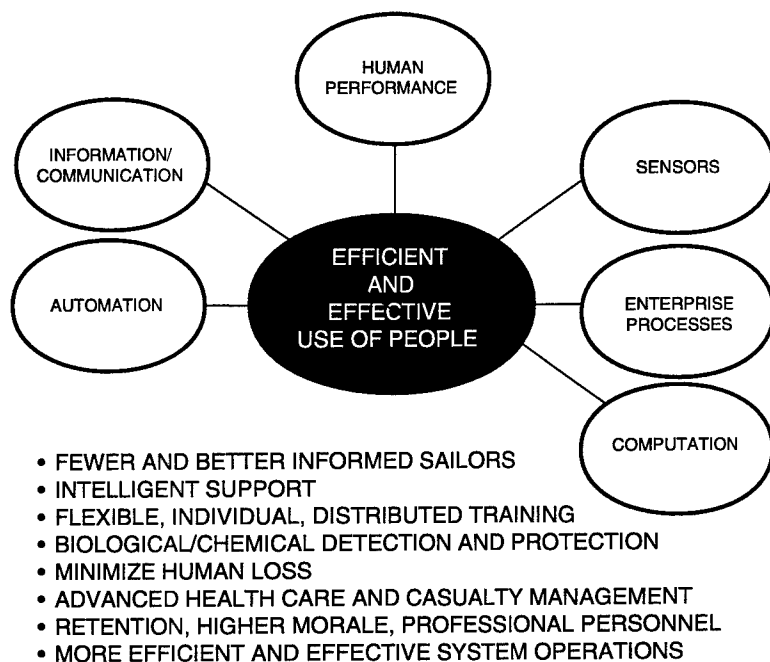 HUMAN
PERFORMANCE
INFORMATION/
COMMUNICATION
SENSORS
EFFICIENT
AND
EFFECTIVE
USE OF PEOPLE
AUTOMATION
ENTERPRISE
PROCESSES
COMPUTATION
• FEWER AND BETTER INFORMED SAILORS
• INTELLIGENT SUPPORT
• FLEXIBLE, INDIVIDUAL, DISTRIBUTED TRAINING
• BIOLOGICAL/CHEMICAL DETECTION AND PROTECTION
• MINIMIZE HUMAN LOSS
• ADVANCED HEALTH CARE AND CASUALTY MANAGEMENT
• RETENTION, HIGHER MORALE, PROFESSIONAL PERSONNEL
• MORE EFFICIENT AND EFFECTIVE SYSTEM OPERATIONS